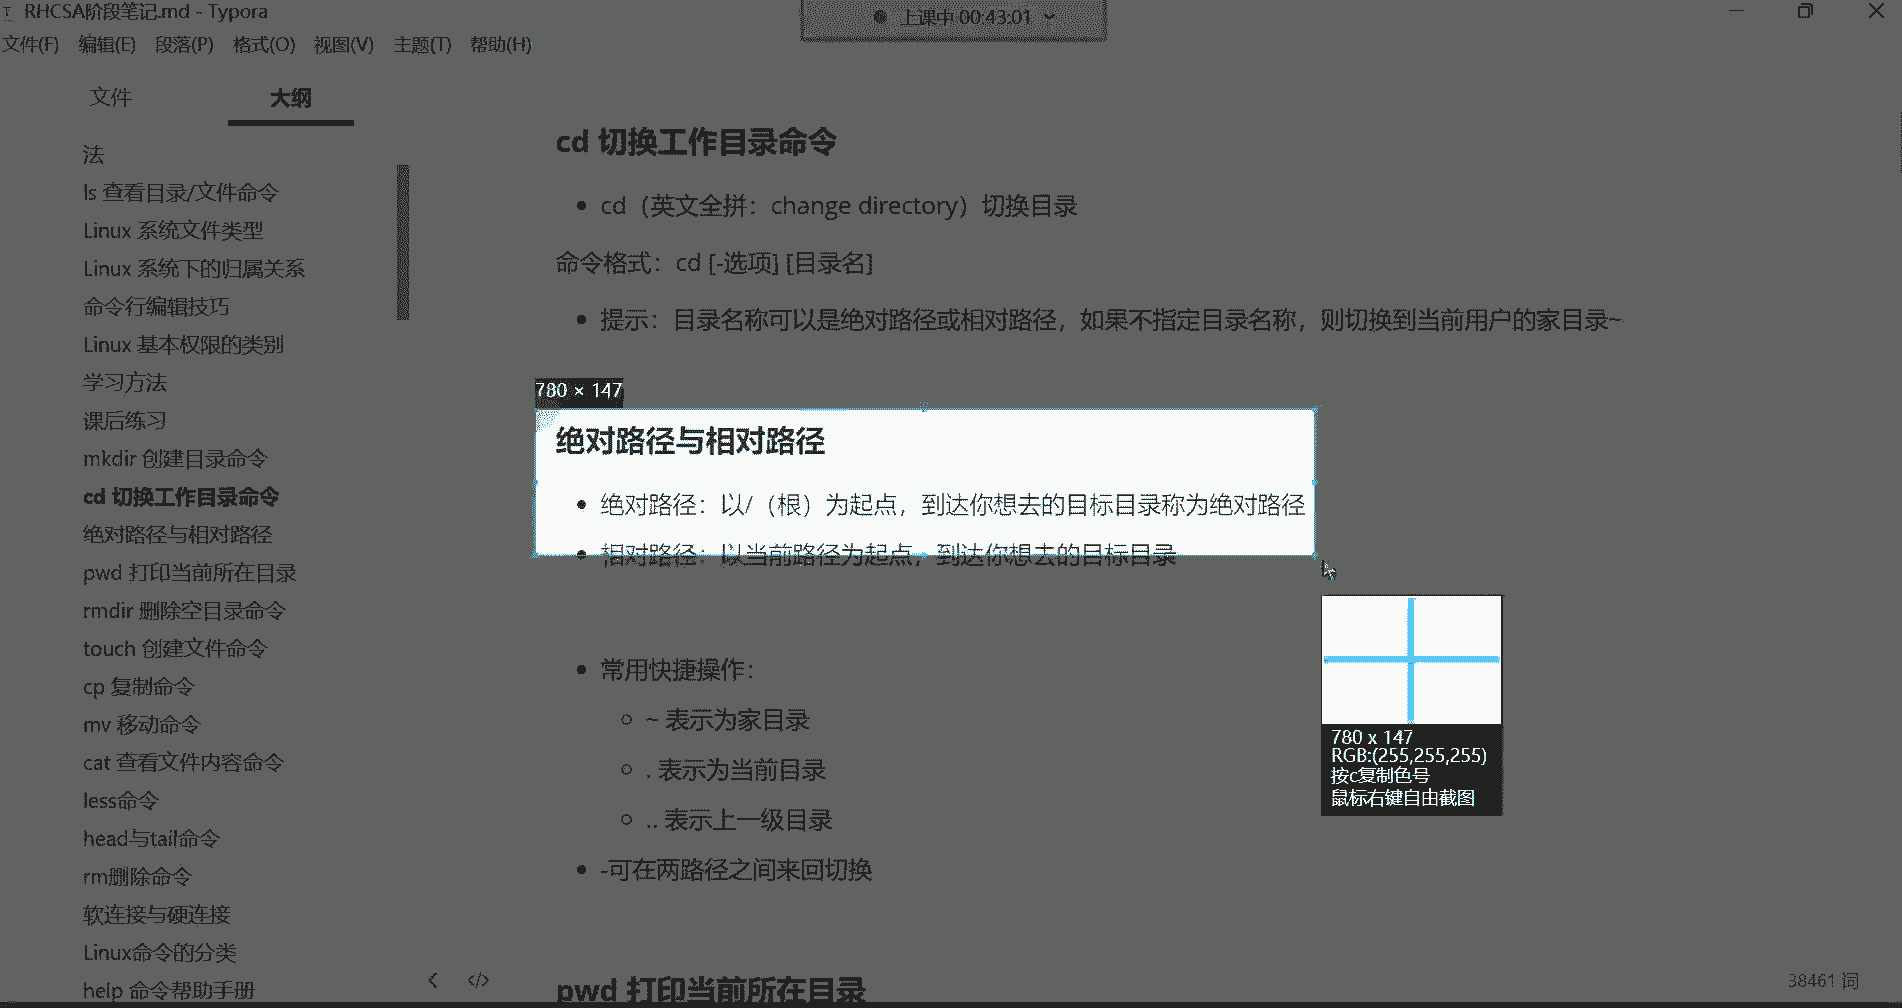 RHCSA阶段笔记.md - Typora
上课中 00:43:01
文件(F) 编辑(E) 段落(P) 格式(O) 视图(V) 主题(T) 帮助(H)
文件 大纲
法
ls 查看目录/文件命令
Linux 系统文件类型
Linux 系统下的归属关系
命令行编辑技巧
Linux 基本权限的类别
学习方法
课后练习
mkdir 创建目录命令
cd 切换工作目录命令
绝对路径与相对路径
pwd 打印当前所在目录
rmdir 删除空目录命令
touch 创建文件命令
cp 复制命令
mv 移动命令
cat 查看文件内容命令
less命令
head与tail命令
rm删除命令
软连接与硬连接
Linux命令的分类
help 命令帮助手册
cd 切换工作目录命令
cd（英文全拼：change directory）切换目录
命令格式：cd [-选项] [目录名]
提示：目录名称可以是绝对路径或相对路径，如果不指定目录名称，则切换到当前用户的家目录~
780 × 147
绝对路径与相对路径
绝对路径：以/（根）为起点，到达你想去的目标目录称为绝对路径
相对路径：以当前路径为起点，到达你想去的目标目录
常用快捷操作：
~ 表示为家目录
. 表示为当前目录
.. 表示上一级目录
-可在两路径之间来回切换
pwd 打印当前所在目录
780 x 147
RGB:(255,255,255)
按c复制色号
鼠标右键自由截图
38461 词